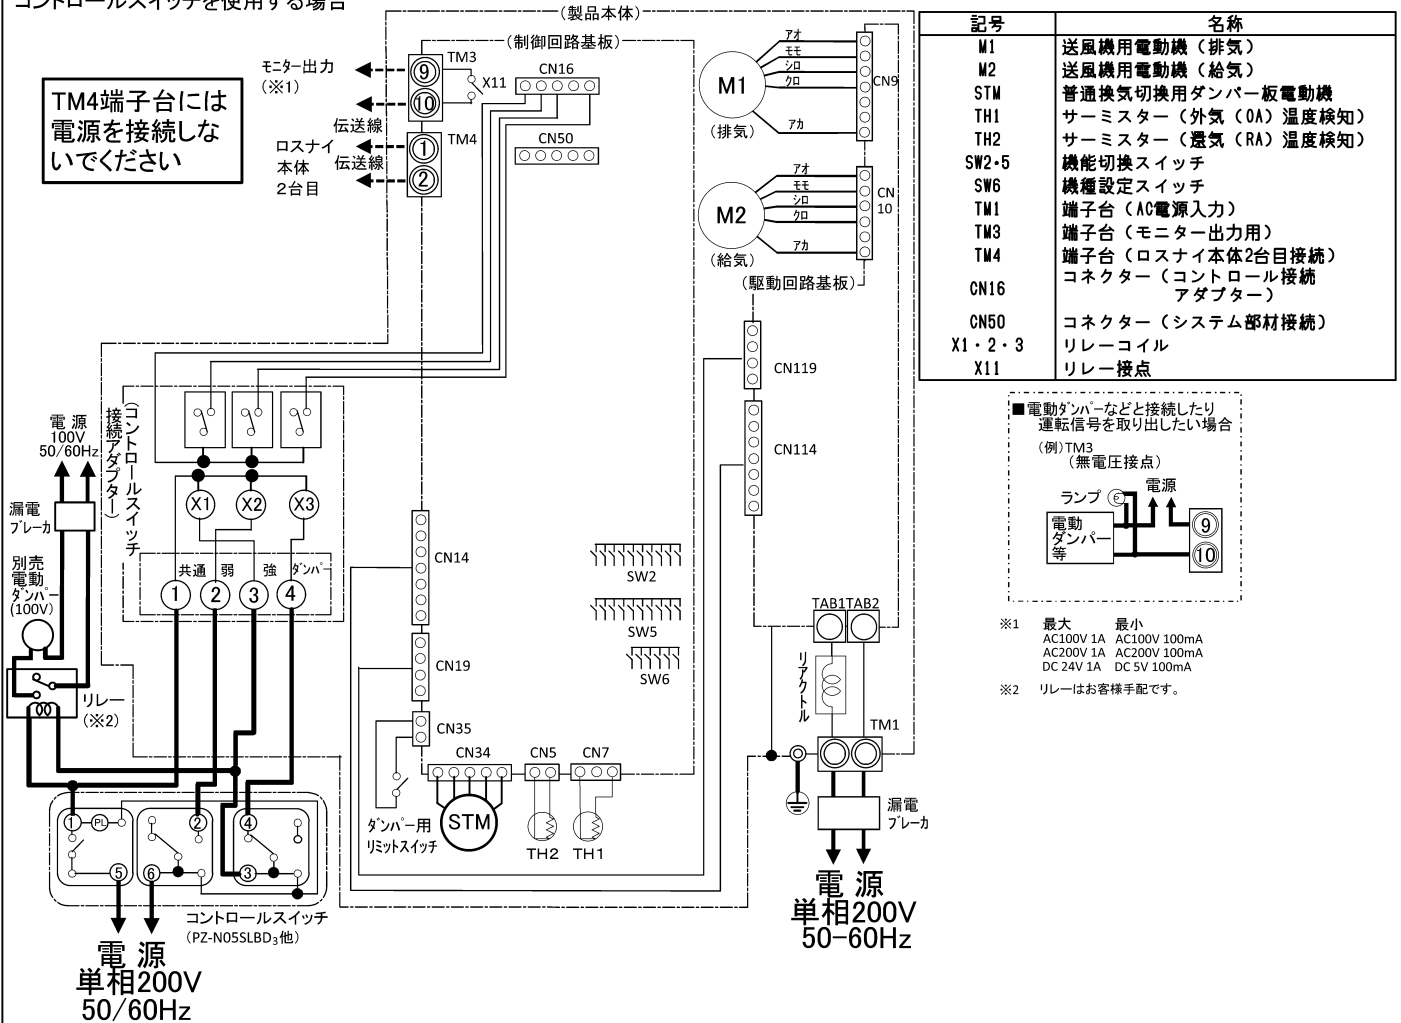 コントロールスイッチを使用する場合
TM4端子台には
電源を接続しな
いでください
(製品本体)
(制御回路基板)
モニター出力
(※1)
伝送線
ロスナイ
本体
2台目
伝送線
9
10
TM3
X11
1
2
TM4
CN16
CN50
M1
(排気)
アオ
モモ
シロ
クロ
アカ
CN9
M2
(給気)
アオ
モモ
シロ
クロ
アカ
CN
10
(駆動回路基板)
CN119
CN114
記号 名称
M1 送風機用電動機（排気）
M2 送風機用電動機（給気）
STM 普通換気切換用ダンパー板電動機
TH1 サーミスター（外気（OA）温度検知）
TH2 サーミスター（還気（RA）温度検知）
SW2・5 機能切換スイッチ
SW6 機種設定スイッチ
TM1 端子台（AC電源入力）
TM3 端子台（モニター出力用）
TM4 端子台（ロスナイ本体2台目接続）
CN16 コネクター（コントロール接続
アダプター）
CN50 コネクター（システム部材接続）
X1・2・3 リレーコイル
X11 リレー接点
■電動ダンパーなどと接続したり
運転信号を取り出したい場合
(例)TM3
(無電圧接点)
ランプ
電源
電動
ダンパー
等
9
10
※1 最大 最小
AC100V 1A AC100V 100mA
AC200V 1A AC200V 100mA
DC 24V 1A DC 5V 100mA
※2 リレーはお客様手配です。
電源
100V
50/60Hz
漏電
ブレーカ
別売
電動
ダンパー
(100V)
リレー
(※2)
(コントロールスイッチ
接続アダプター)
X1
X2
X3
共通 弱 強 ダンパー
1 2 3 4
CN14
CN19
CN35
CN34
CN5
CN7
SW2
SW5
SW6
ダンパー用
リミットスイッチ
STM
TH2
TH1
TAB1 TAB2
リアクトル
TM1
漏電
ブレーカ
電源
単相200V
50-60Hz
1 PL 2 4
5 6 3
コントロールスイッチ
(PZ-N05SLBD3他)
電源
単相200V
50/60Hz